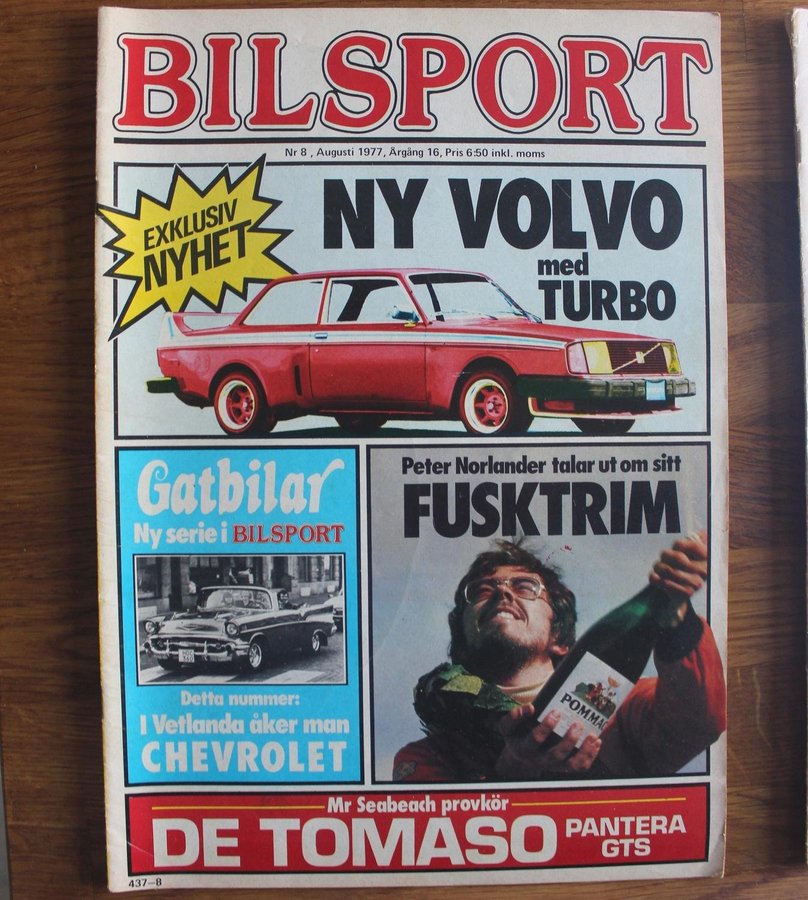 BILSPORT
Nr 8, Augusti 1977, Årgång 16, Pris 6:50 inkl. moms
EXKLUSIV
NYHET
NY VOLVO
med
TURBO
Gatbilar
Ny serie i BILSPORT
Detta nummer:
I Vetlanda åker man
CHEVROLET
Peter Norlander talar ut om sitt
FUSKTRIM
POMMAC
Mr Seabeach provkör
DE TOMASO
PANTERA
GTS
437-8